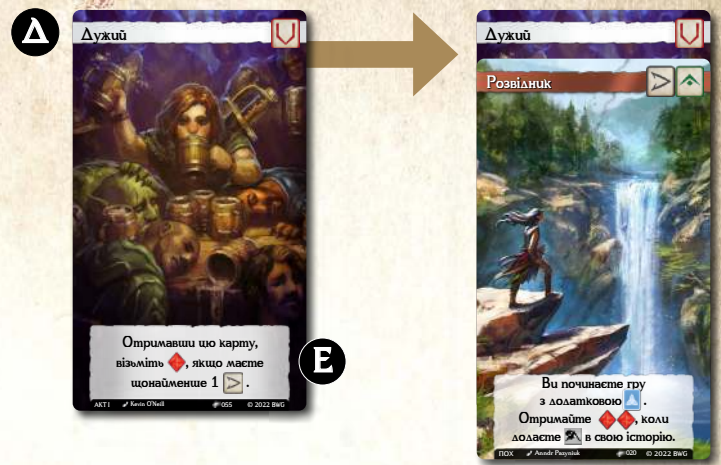 Д
Дужий
Отримавши цю карту,
візьміть , якщо маєте
щонайменше 1 .
АКТ I Kevin O'Neill 055 © 2022 BWG
Е
Дужий
Розвідник
Ви починаєте гру
з додатковою .
Отримайте , коли
додаєте в свою історію.
ПОХ Andr Pazyniuk 020 © 2022 BWG